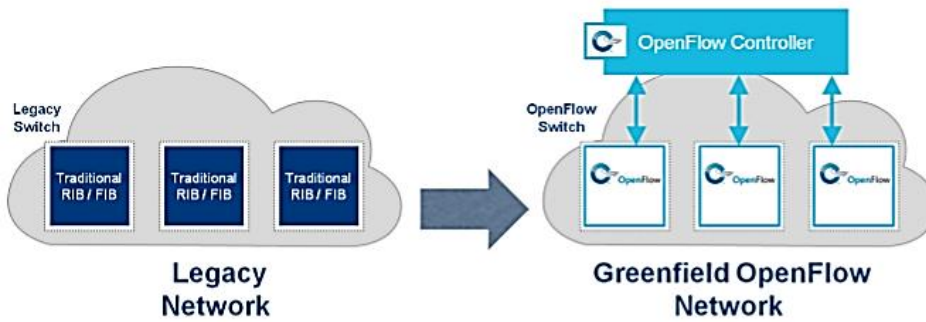 OpenFlow Controller
Legacy
Switch
Traditional
RIB / FIB
Traditional
RIB / FIB
Traditional
RIB / FIB
OpenFlow
Switch
OpenFlow
OpenFlow
OpenFlow
Legacy
Network
Greenfield OpenFlow
Network